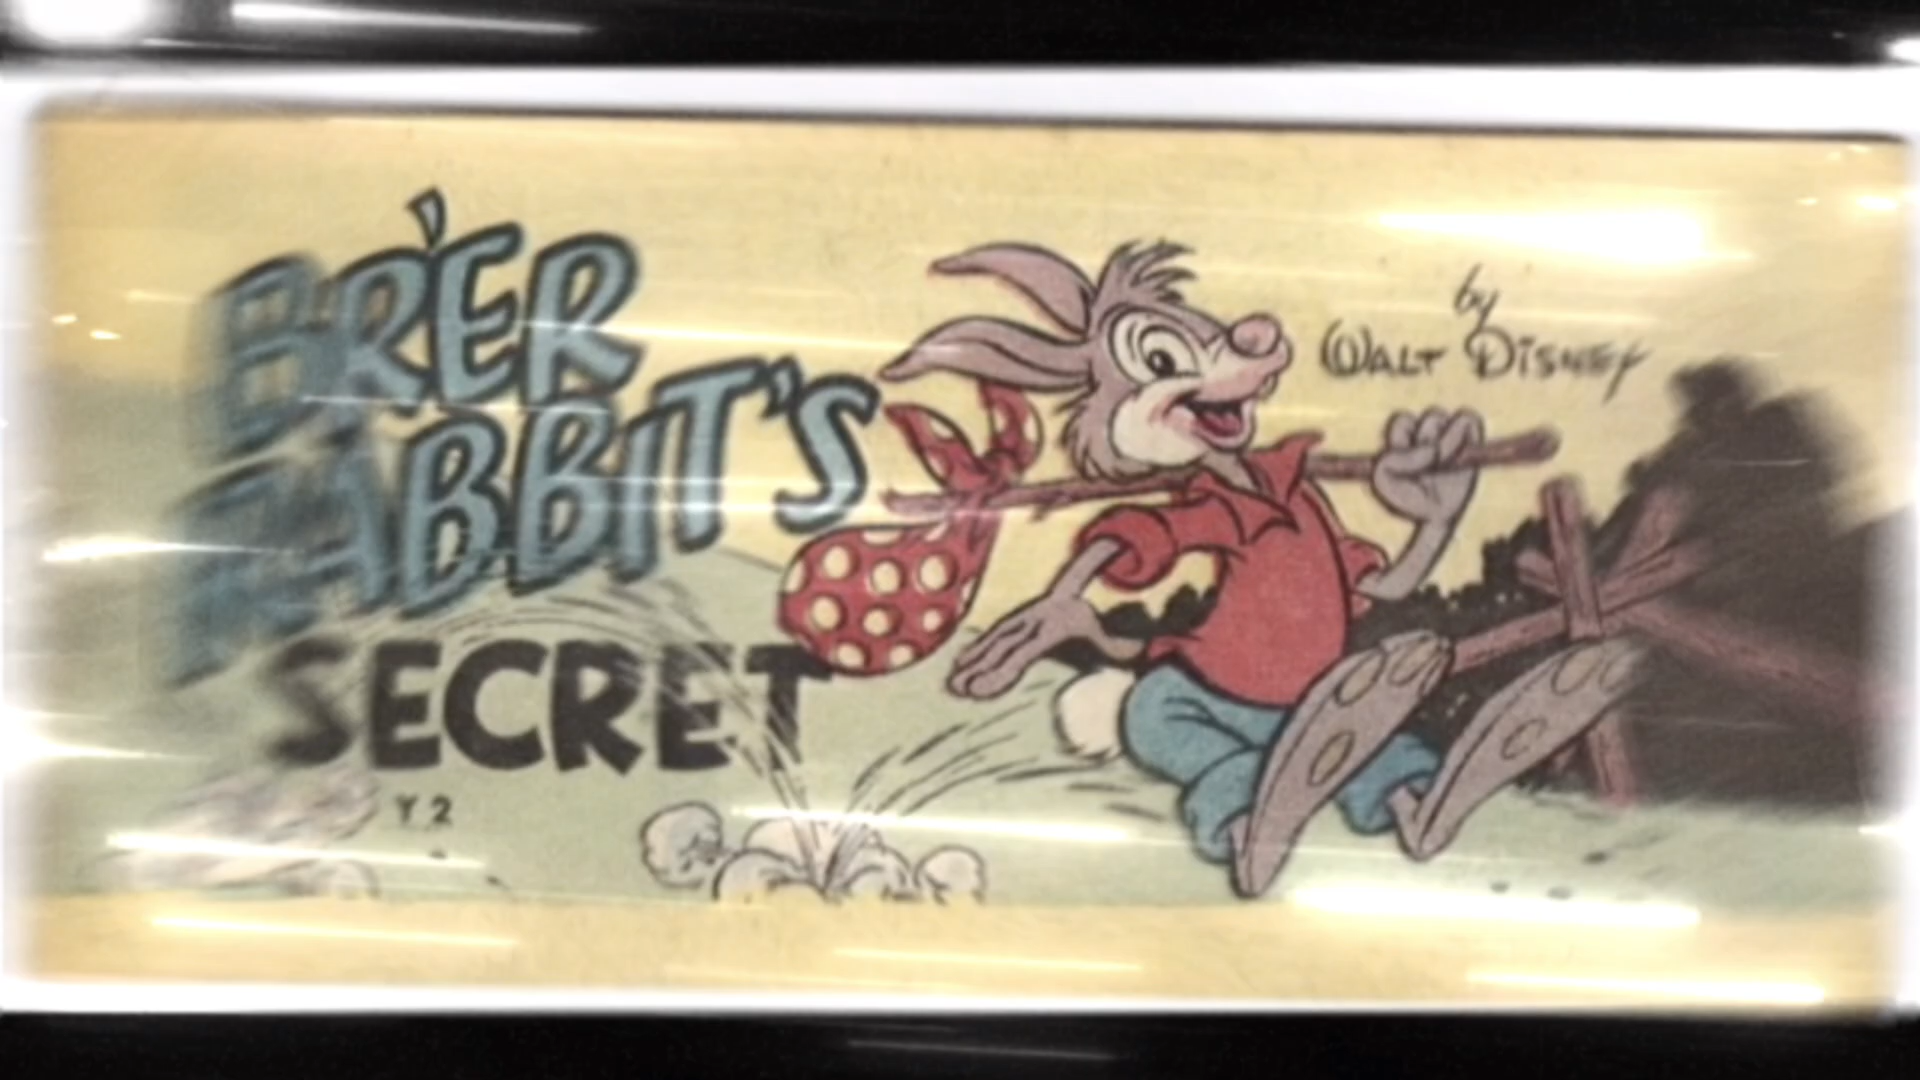 BR'ER
RABBIT'S
SECRET
by
WALT DISNEY
Y 2